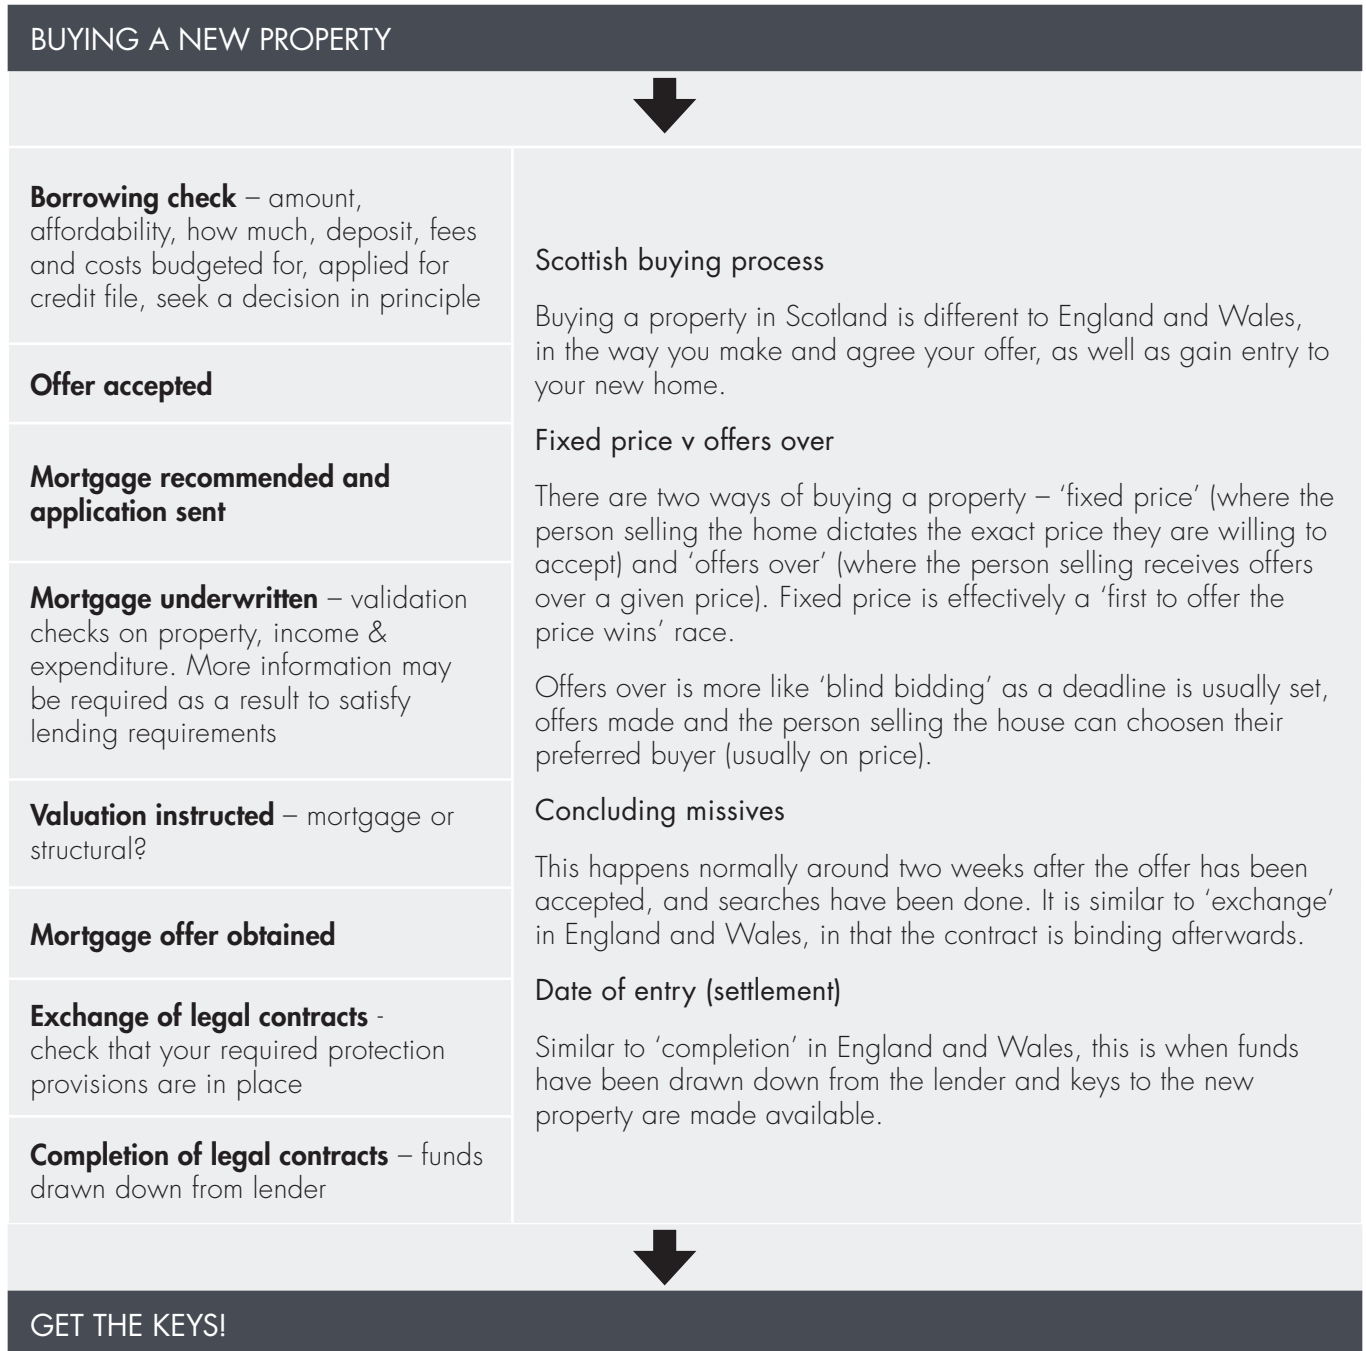 BUYING A NEW PROPERTY
Borrowing check – amount,
affordability, how much, deposit, fees
and costs budgeted for, applied for
credit file, seek a decision in principle
Offer accepted
Mortgage recommended and
application sent
Mortgage underwritten – validation
checks on property, income &
expenditure. More information may
be required as a result to satisfy
lending requirements
Valuation instructed – mortgage or
structural?
Mortgage offer obtained
Exchange of legal contracts -
check that your required protection
provisions are in place
Completion of legal contracts – funds
drawn down from lender
Scottish buying process
Buying a property in Scotland is different to England and Wales,
in the way you make and agree your offer, as well as gain entry to
your new home.
Fixed price v offers over
There are two ways of buying a property – ‘fixed price’ (where the
person selling the home dictates the exact price they are willing to
accept) and ‘offers over’ (where the person selling receives offers
over a given price). Fixed price is effectively a ‘first to offer the
price wins’ race.
Offers over is more like ‘blind bidding’ as a deadline is usually set,
offers made and the person selling the house can choosen their
preferred buyer (usually on price).
Concluding missives
This happens normally around two weeks after the offer has been
accepted, and searches have been done. It is similar to ‘exchange’
in England and Wales, in that the contract is binding afterwards.
Date of entry (settlement)
Similar to ‘completion’ in England and Wales, this is when funds
have been drawn down from the lender and keys to the new
property are made available.
GET THE KEYS!